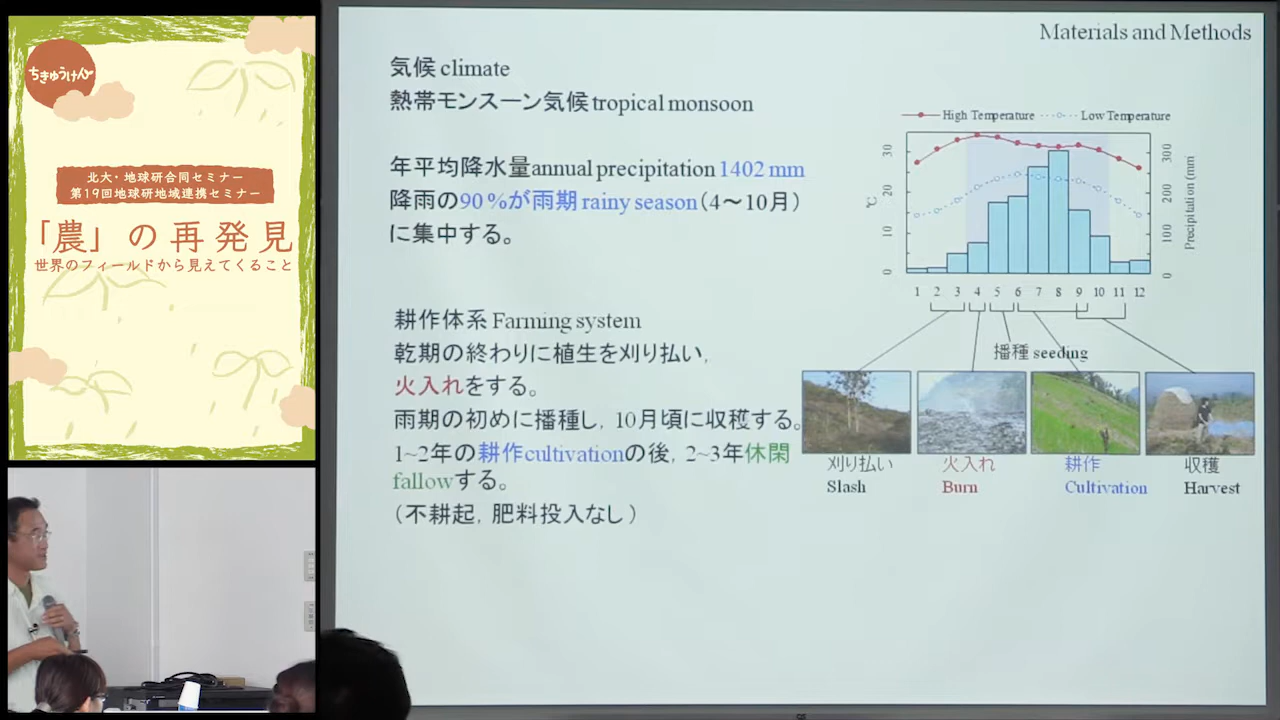 ちきゅうけん
北大・地球研合同セミナー
第19回地球研地域連携セミナー
「農」の再発見
世界のフィールドから見えてくること
Materials and Methods
気候 climate
熱帯モンスーン気候 tropical monsoon
年平均降水量annual precipitation 1402 mm
降雨の90 %が雨期 rainy season（4～10月）
に集中する。
耕作体系 Farming system
乾期の終わりに植生を刈り払い，
火入れをする。
雨期の初めに播種し，10月頃に収穫する。
1~2年の耕作cultivationの後，2~3年休閑
fallowする。
（不耕起，肥料投入なし）
High Temperature Low Temperature
30
20
10
0
℃
300
200
100
0
Precipitation (mm)
1 2 3 4 5 6 7 8 9 10 11 12
播種 seeding
刈り払い 火入れ 耕作 収穫
Slash Burn Cultivation Harvest